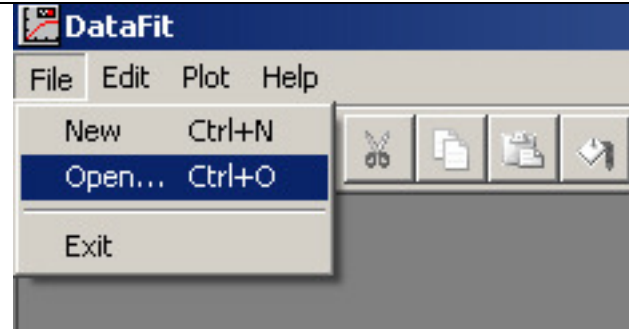 DataFit
File Edit Plot Help
New Ctrl+N
Open... Ctrl+O
Exit